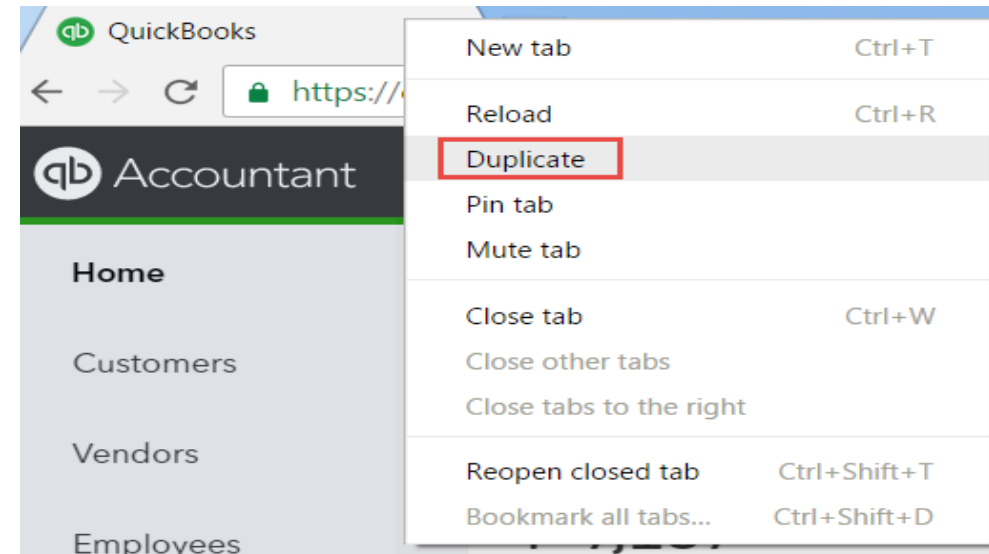 qb QuickBooks
https://
qb Accountant
Home
Customers
Vendors
Employees
New tab Ctrl+T
Reload Ctrl+R
Duplicate
Pin tab
Mute tab
Close tab Ctrl+W
Close other tabs
Close tabs to the right
Reopen closed tab Ctrl+Shift+T
Bookmark all tabs... Ctrl+Shift+D